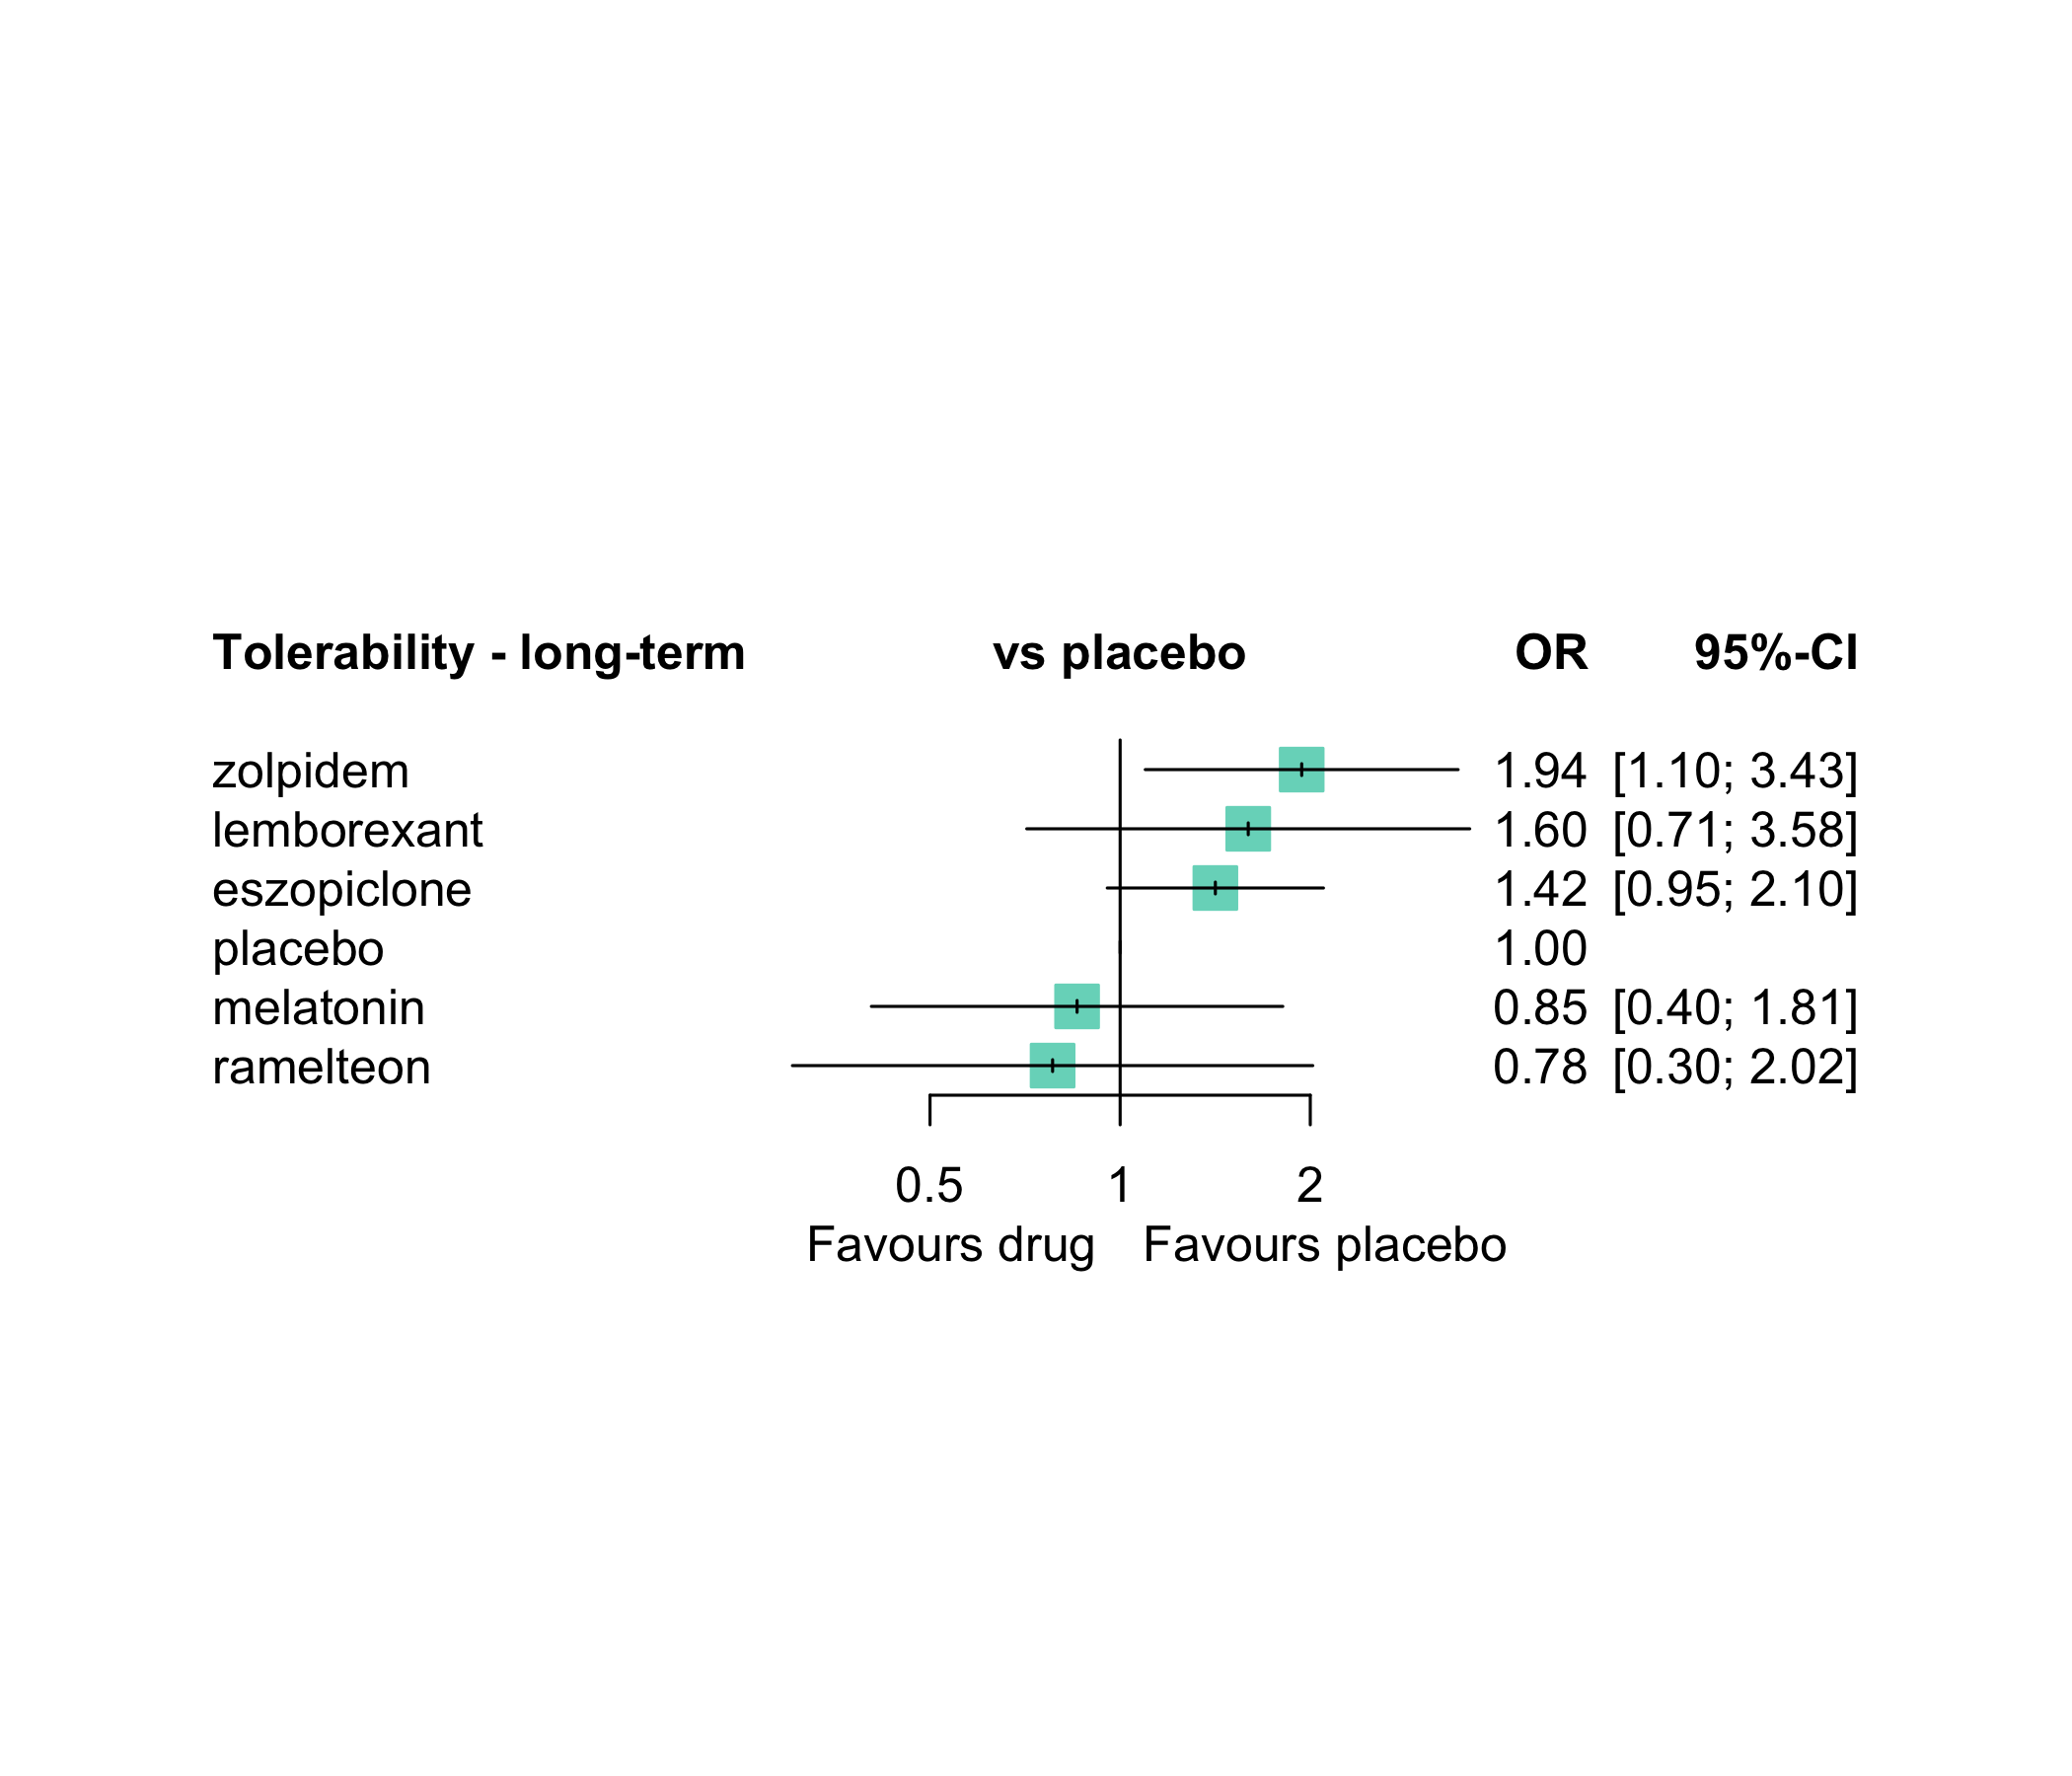 Tolerability - long-term vs placebo OR 95%-CI
zolpidem 1.94 [1.10; 3.43]
lemborexant 1.60 [0.71; 3.58]
eszopiclone 1.42 [0.95; 2.10]
placebo 1.00
melatonin 0.85 [0.40; 1.81]
ramelteon 0.78 [0.30; 2.02]
0.5 1 2
Favours drug Favours placebo